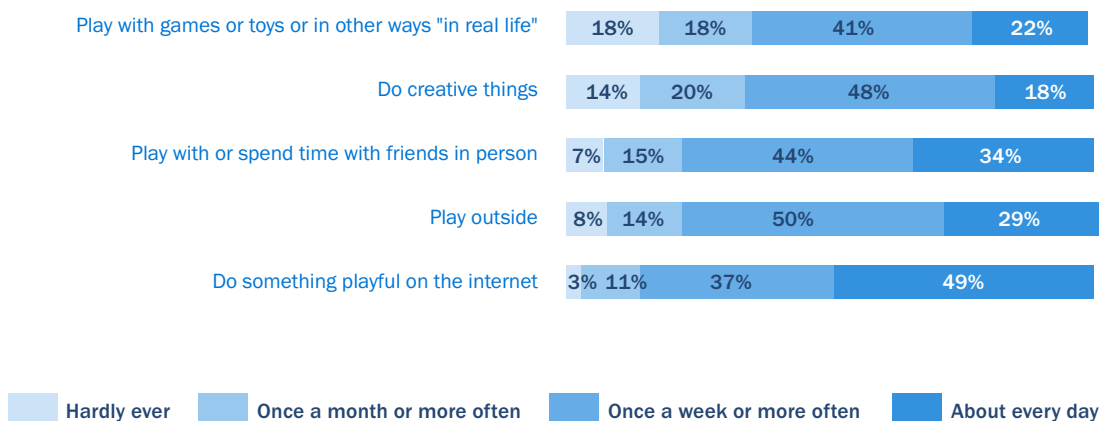 Play with games or toys or in other ways "in real life" 18% 18% 41% 22%
Do creative things 14% 20% 48% 18%
Play with or spend time with friends in person 7% 15% 44% 34%
Play outside 8% 14% 50% 29%
Do something playful on the internet 3% 11% 37% 49%
Hardly ever Once a month or more often Once a week or more often About every day